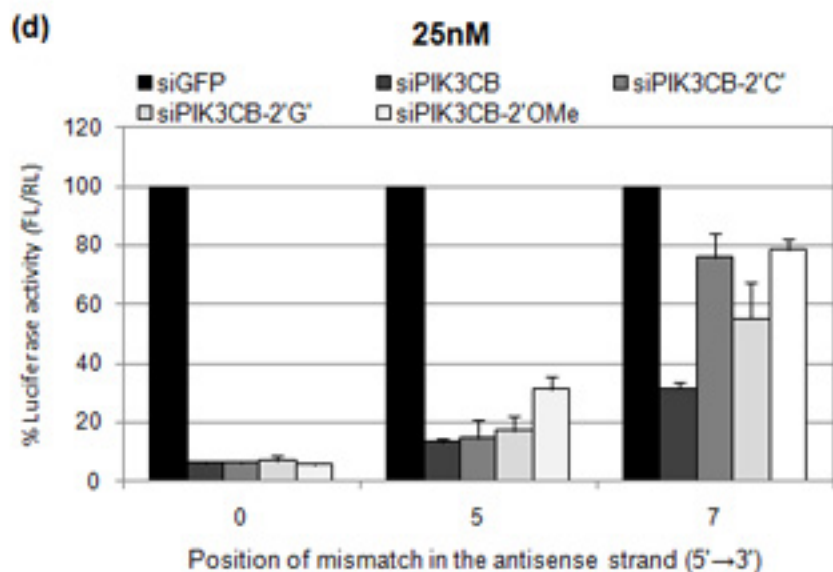 (d)
25nM
siGFP siPIK3CB siPIK3CB-2'C'
siPIK3CB-2'G' siPIK3CB-2'OMe
120
100
80
60
40
20
0
% Luciferase activity (FL/RL)
0 5 7
Position of mismatch in the antisense strand (5'→3')